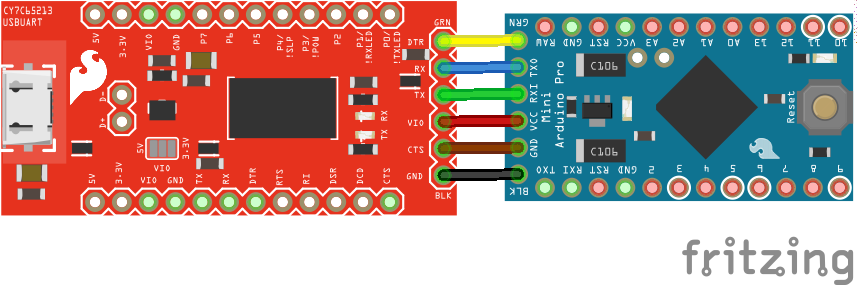 CY7C65213
USBUART
5V
3.3V
VIO
GND
P7
P6
P5
P4/
!SLP
P3/
!POW
P2
P1/
!RXLED
P0/
!TXLED
GRN
DTR
RX
TX
VIO
CTS
GND
BLK
D-
D+
5V
3.3V
VIO
TX RX
5V
3.3V
VIO
GND
TX
RX
DTR
RTS
RI
DSR
DCD
CTS
GRN
TXO
RXI
VCC
GND
BLK
RAW
GND
RST
VCC
A3
A2
A1
A0
13
12
11
10
C106
C106
Arduino Pro
Mini
Reset
TXO
RXI
RST
GND
2
3
4
5
6
7
8
9
fritzing